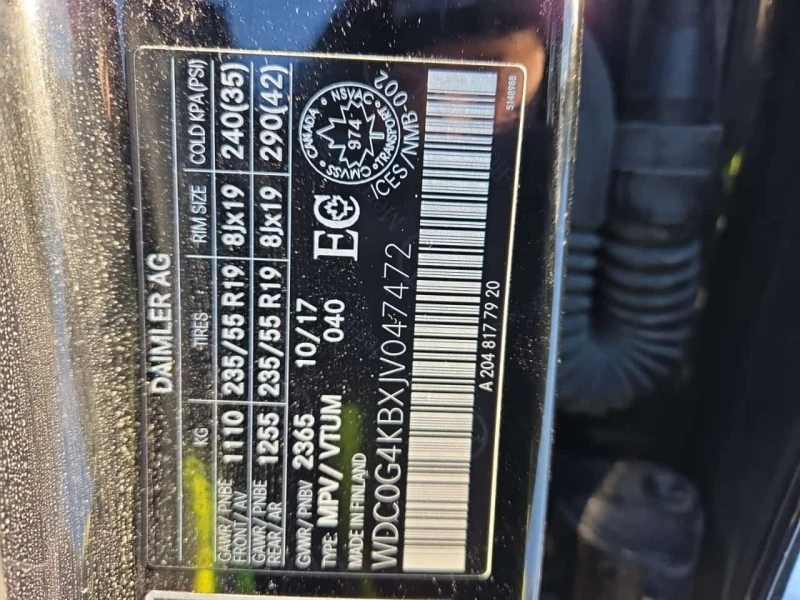 DAIMLER AG
KG TIRES RIM SIZE COLD KPA (PSI)
GAWR/PNBE FRONT/AV 1110 235/55 R19 8Jx19 240(35)
GAWR/PNBE REAR/AR 1255 235/55 R19 8Jx19 290(42)
GVWR/PNBV 2365 10/17
TYPE: MPV/VTUM 040
MADE IN FINLAND
EC
CANADA NSVAC TRANSPORT CMVSS
974 T
ICES/NMB-002
WDC0G4KBXJV047472
A 204 817 79 20
5148988